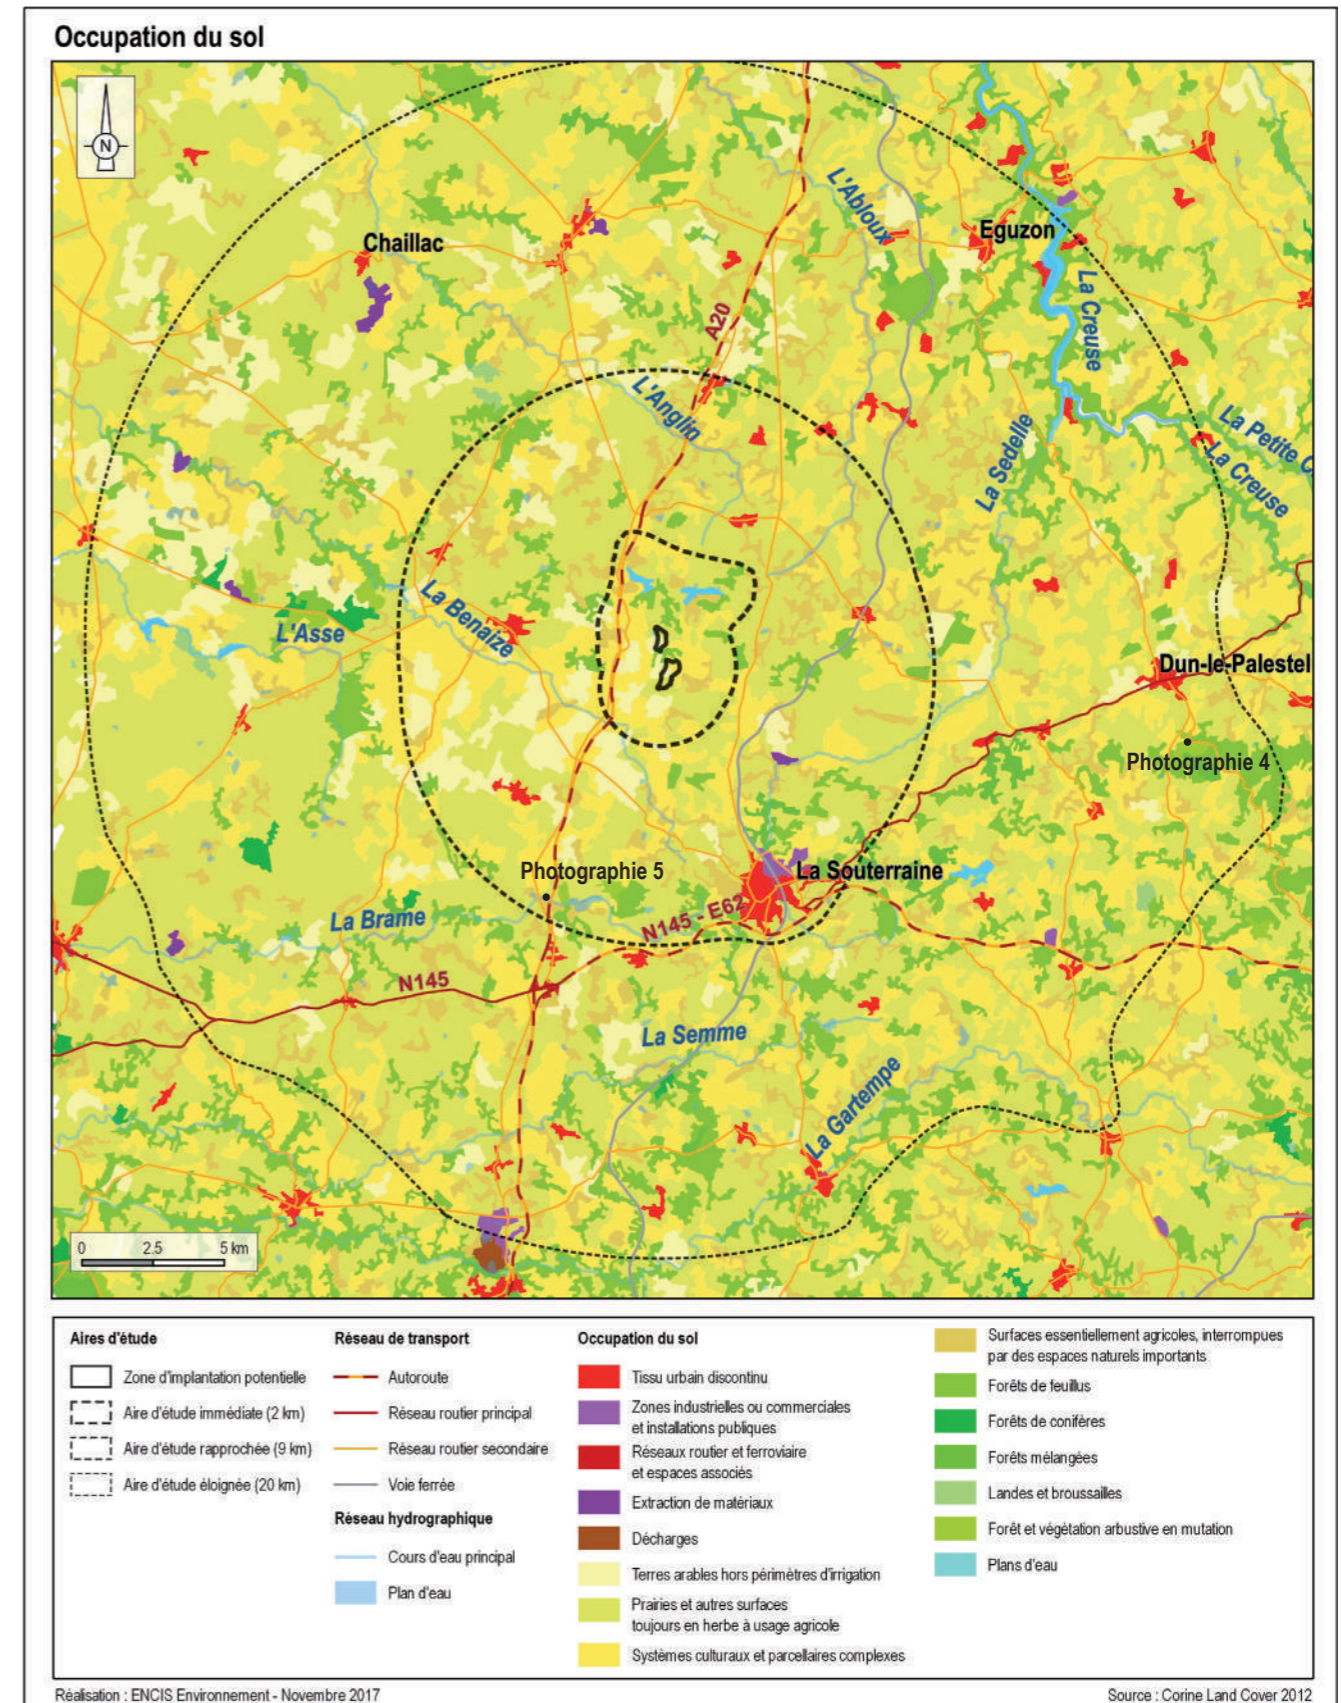 Occupation du sol
N
Chaillac
L'Abloux
Eguzon
La Creuse
A20
L'Anglin
La Sedelle
La Petite C
La Creuse
La Benaize
L'Asse
Dun-le-Palestel
Photographie 4
Photographie 5
La Souterraine
La Brame
N145 - E62
N145
La Semme
La Gartempe
0 2.5 5 km
Aires d'étude
Zone d'implantation potentielle
Aire d'étude immédiate (2 km)
Aire d'étude rapprochée (9 km)
Aire d'étude éloignée (20 km)
Réseau de transport
Autoroute
Réseau routier principal
Réseau routier secondaire
Voie ferrée
Réseau hydrographique
Cours d'eau principal
Plan d'eau
Occupation du sol
Tissu urbain discontinu
Zones industrielles ou commerciales
et installations publiques
Réseaux routier et ferroviaire
et espaces associés
Extraction de matériaux
Décharges
Terres arables hors périmètres d'irrigation
Prairies et autres surfaces
toujours en herbe à usage agricole
Systèmes culturaux et parcellaires complexes
Surfaces essentiellement agricoles, interrompues
par des espaces naturels importants
Forêts de feuillus
Forêts de conifères
Forêts mélangées
Landes et broussailles
Forêt et végétation arbustive en mutation
Plans d'eau
Réalisation : ENCIS Environnement - Novembre 2017
Source : Corine Land Cover 2012